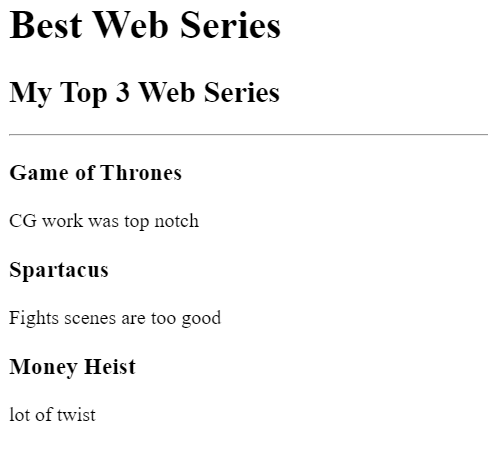 Best Web Series
My Top 3 Web Series
Game of Thrones
CG work was top notch
Spartacus
Fights scenes are too good
Money Heist
lot of twist